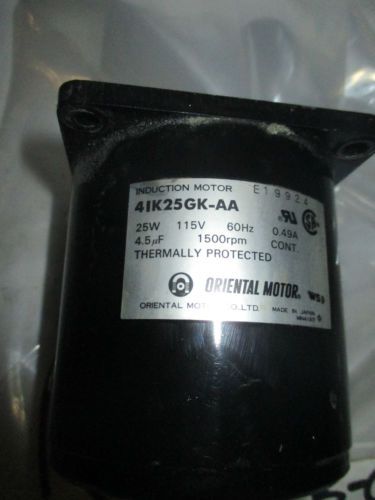 INDUCTION MOTOR E19924
4IK25GK-AA
25W 115V 60Hz 0.49A
4.5µF 1500rpm CONT.
THERMALLY PROTECTED
ORIENTAL MOTOR®
ORIENTAL MOTOR CO., LTD. MADE IN JAPAN